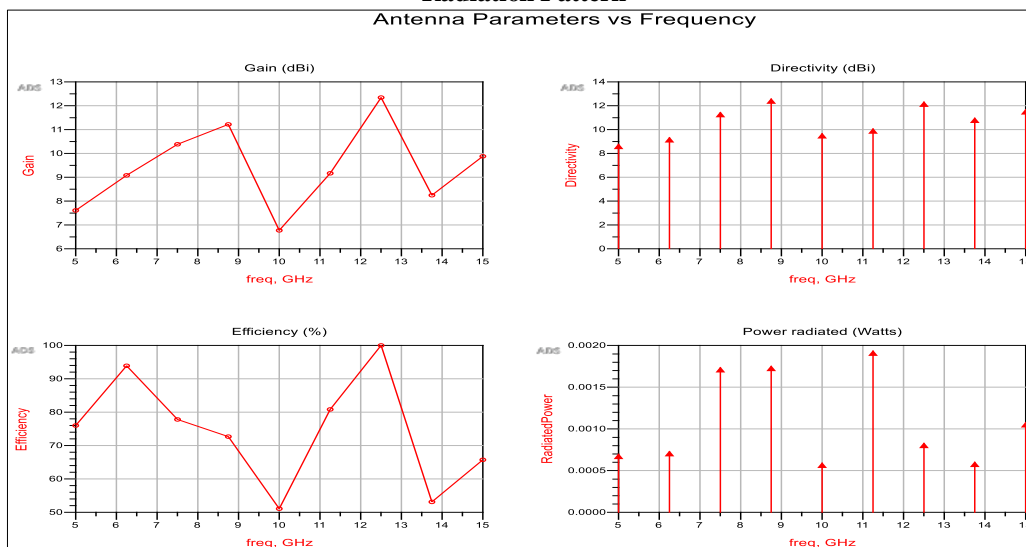 Radiation Pattern
Antenna Parameters vs Frequency
Gain (dBi)
ADS
13
12
11
10
9
8
7
6
Gain
5 6 7 8 9 10 11 12 13 14 15
freq, GHz
Directivity (dBi)
ADS
14
12
10
8
6
4
2
0
Directivity
5 6 7 8 9 10 11 12 13 14 15
freq, GHz
Efficiency (%)
ADS
100
90
80
70
60
50
Efficiency
5 6 7 8 9 10 11 12 13 14 15
freq, GHz
Power radiated (Watts)
ADS
0.0020
0.0015
0.0010
0.0005
0.0000
RadiatedPower
5 6 7 8 9 10 11 12 13 14 15
freq, GHz